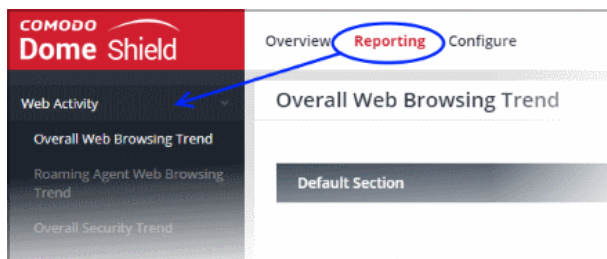 COMODO
Dome Shield
Overview Reporting Configure
Web Activity
Overall Web Browsing Trend
Overall Web Browsing Trend
Roaming Agent Web Browsing
Trend
Default Section
Overall Security Trend